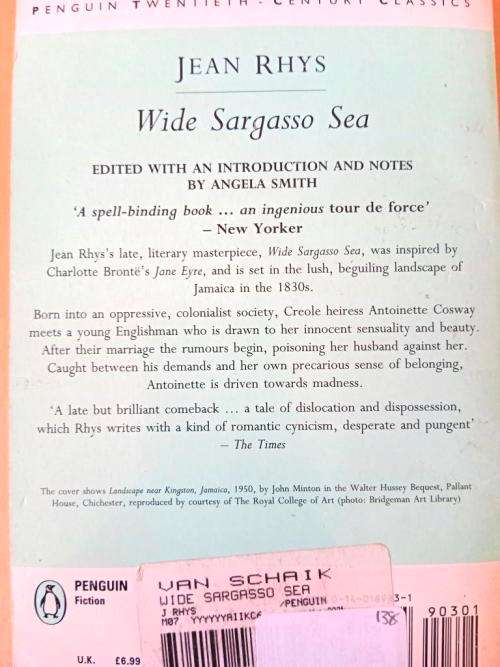 PENGUIN TWENTIETH-CENTURY CLASSICS
JEAN RHYS
Wide Sargasso Sea
EDITED WITH AN INTRODUCTION AND NOTES
BY ANGELA SMITH
‘A spell-binding book ... an ingenious tour de force’
– New Yorker
Jean Rhys's late, literary masterpiece, Wide Sargasso Sea, was inspired by
Charlotte Brontë's Jane Eyre, and is set in the lush, beguiling landscape of
Jamaica in the 1830s.
Born into an oppressive, colonialist society, Creole heiress Antoinette Cosway
meets a young Englishman who is drawn to her innocent sensuality and beauty.
After their marriage the rumours begin, poisoning her husband against her.
Caught between his demands and her own precarious sense of belonging,
Antoinette is driven towards madness.
‘A late but brilliant comeback ... a tale of dislocation and dispossession,
which Rhys writes with a kind of romantic cynicism, desperate and pungent’
– The Times
The cover shows Landscape near Kingston, Jamaica, 1950, by John Minton in the Walter Hussey Bequest, Pallant
House, Chichester, reproduced by courtesy of The Royal College of Art (photo: Bridgeman Art Library)
PENGUIN
Fiction
VAN SCHAIK
WIDE SARGASSO SEA
J RHYS /PENGUIN
M07
3-1
90301
138
U.K. £6.99